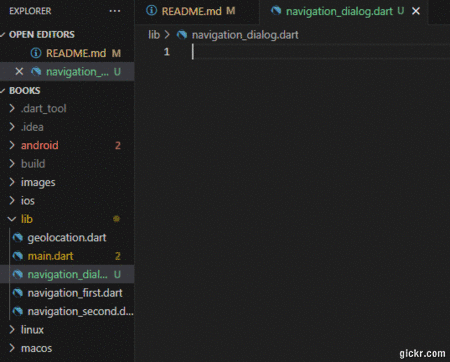 EXPLORER
...
OPEN EDITORS
README.md M
navigation_... U
BOOKS
.dart_tool
.idea
android 2
build
images
ios
lib
geolocation.dart
main.dart 2
navigation_dial... U
navigation_first.dart
navigation_second.d...
linux
macos
README.md M
navigation_dialog.dart U
lib > navigation_dialog.dart
1
gickr.com